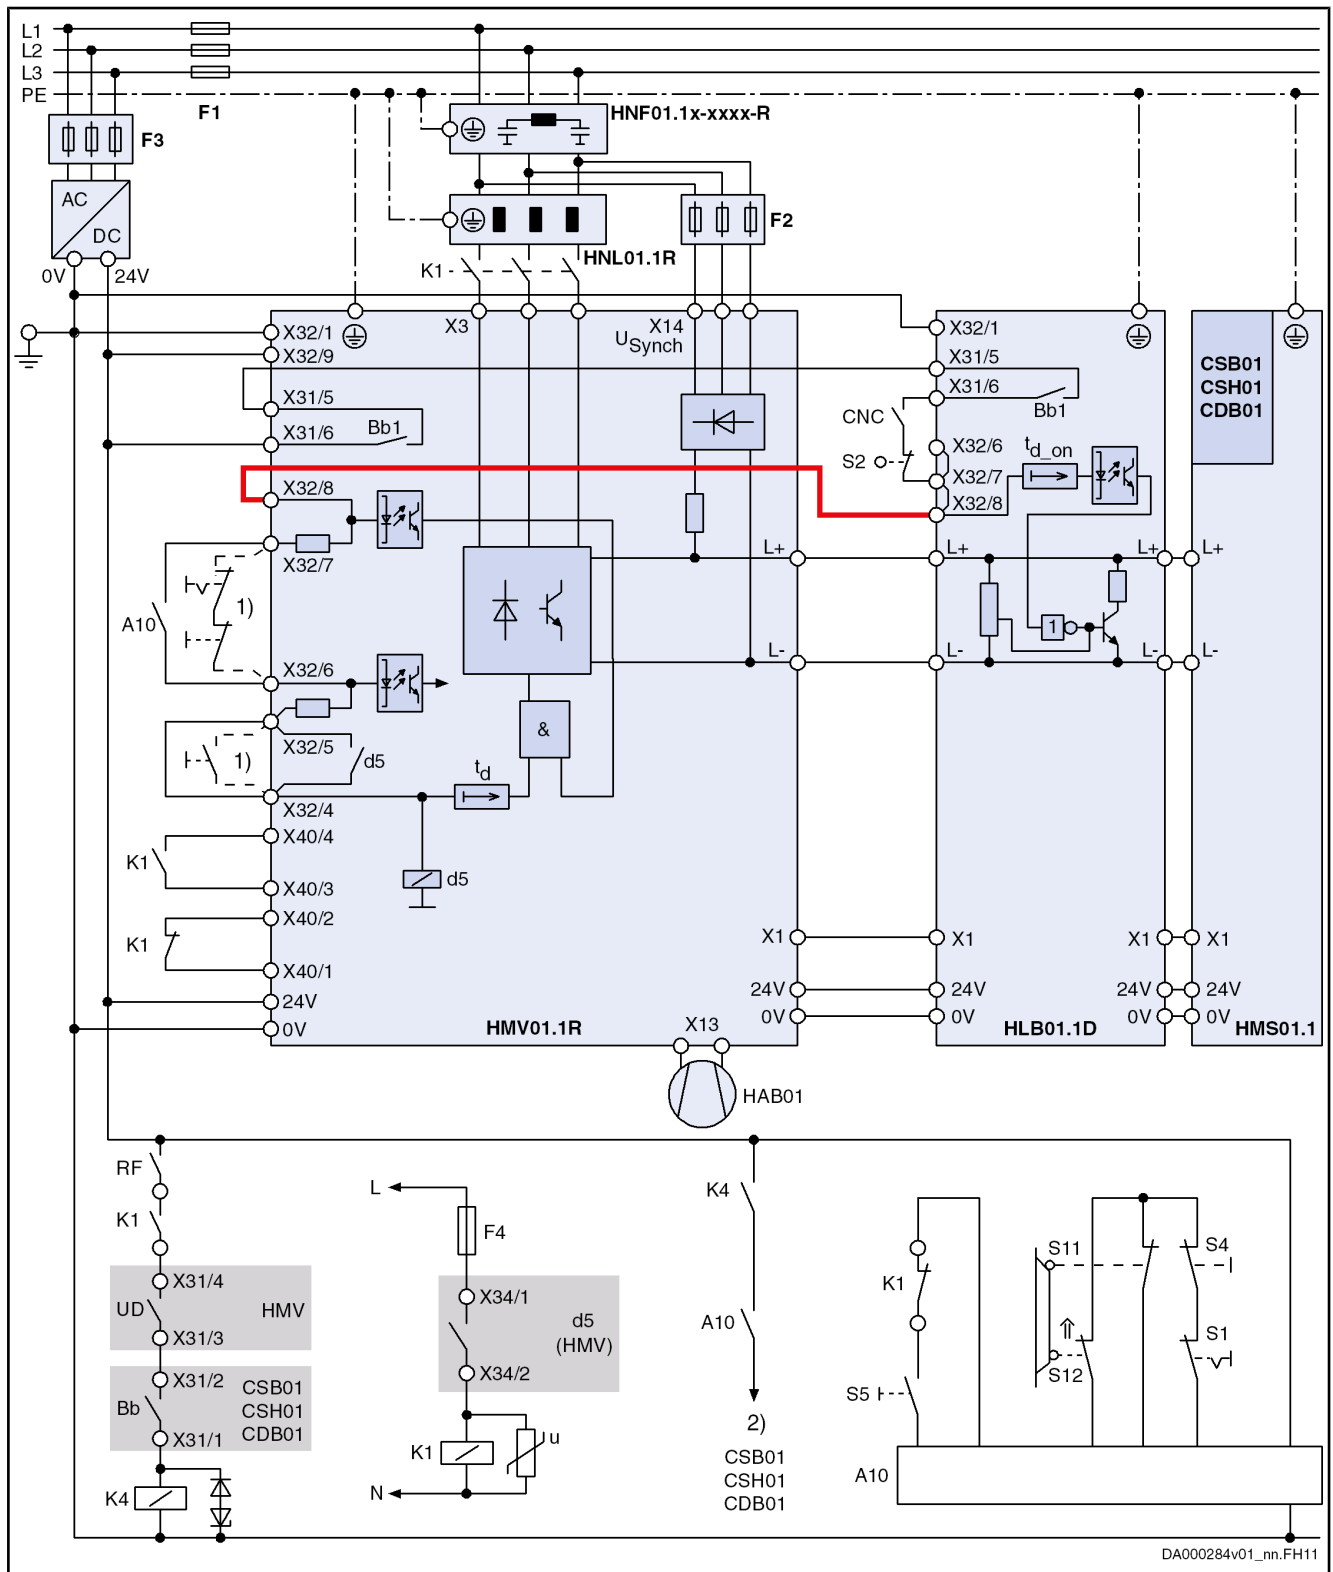 L1
L2
L3
PE
F1
HNF01.1x-xxxx-R
F3
AC
DC
F2
HNL01.1R
0V
24V
K1
X32/1
X32/9
X3
X14
USynch
X32/1
X31/5
X31/6
Bb1
CSB01
CSH01
CDB01
X31/5
X31/6
Bb1
CNC
S2
X32/6
X32/7
X32/8
td_on
X32/8
X32/7
L+
L+
L+
A10
1)
1
L-
L-
L-
X32/6
X32/5
1)
d5
&
td
X32/4
X40/4
K1
X40/3
d5
X40/2
K1
X40/1
X1
X1
X1
X1
24V
24V
24V
24V
24V
0V
0V
0V
0V
0V
HMV01.1R
X13
HLB01.1D
HMS01.1
HAB01
RF
K1
X31/4
UD
HMV
X31/3
X31/2
Bb
CSB01
CSH01
CDB01
X31/1
K4
L
F4
X34/1
d5
(HMV)
X34/2
K1
u
N
K4
A10
2)
CSB01
CSH01
CDB01
K1
S5
S11
S4
S12
S1
A10
DA000284v01_nn.FH11